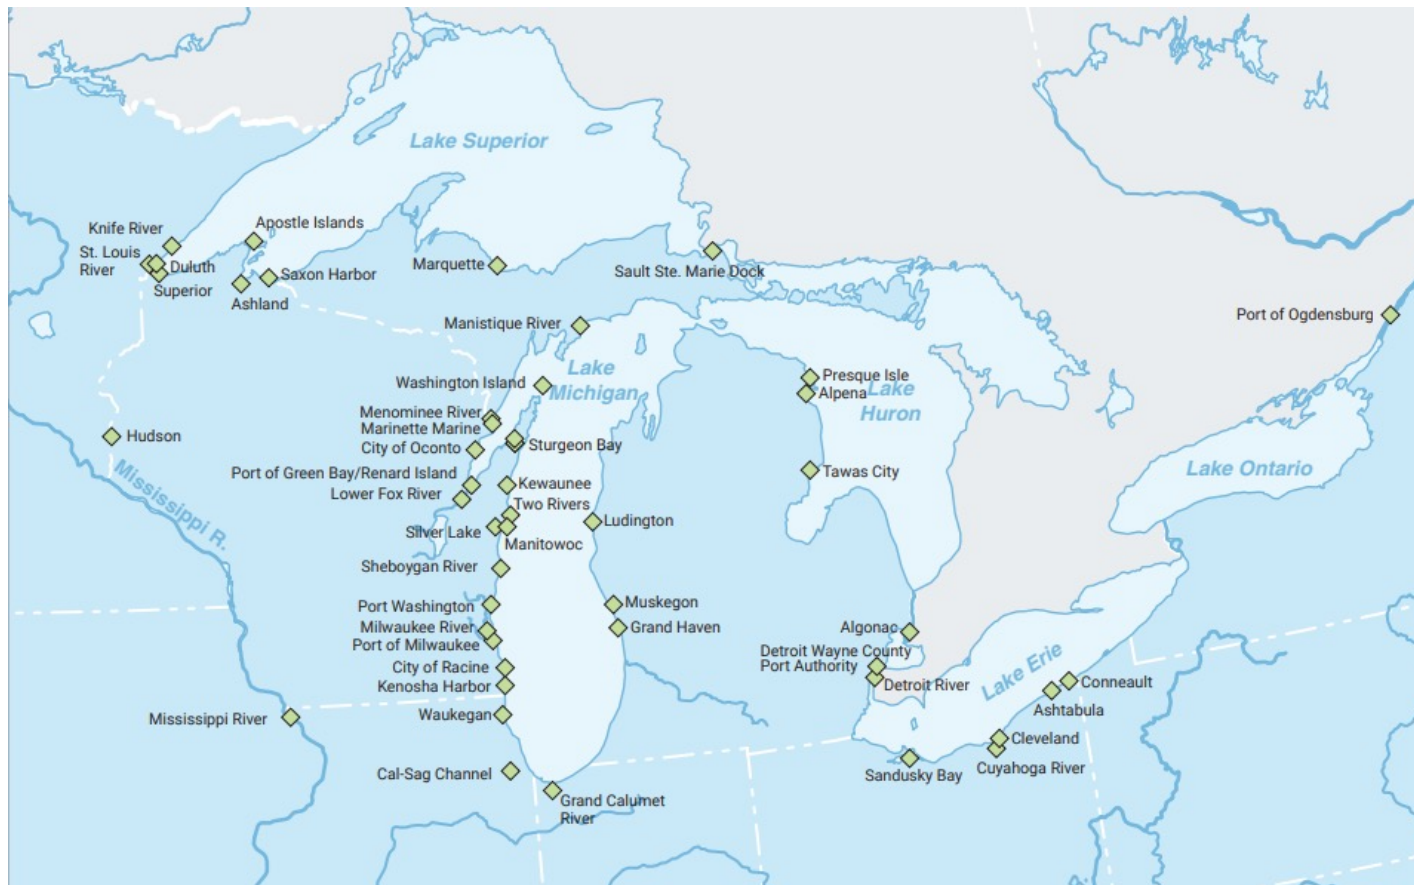 Lake Superior
Knife River
Apostle Islands
St. Louis
River
Duluth
Superior
Saxon Harbor
Ashland
Marquette
Sault Ste. Marie Dock
Manistique River
Port of Ogdensburg
Lake
Michigan
Washington Island
Presque Isle
Alpena
Lake
Huron
Menominee River
Marinette Marine
City of Oconto
Sturgeon Bay
Hudson
Mississippi R.
Port of Green Bay/Renard Island
Lower Fox River
Kewaunee
Two Rivers
Tawas City
Lake Ontario
Silver Lake
Manitowoc
Ludington
Sheboygan River
Port Washington
Milwaukee River
Port of Milwaukee
Muskegon
Grand Haven
Algonac
Detroit Wayne County
Port Authority
Detroit River
Lake Erie
City of Racine
Kenosha Harbor
Conneault
Ashtabula
Mississippi River
Waukegan
Cleveland
Cuyahoga River
Sandusky Bay
Cal-Sag Channel
Grand Calumet
River